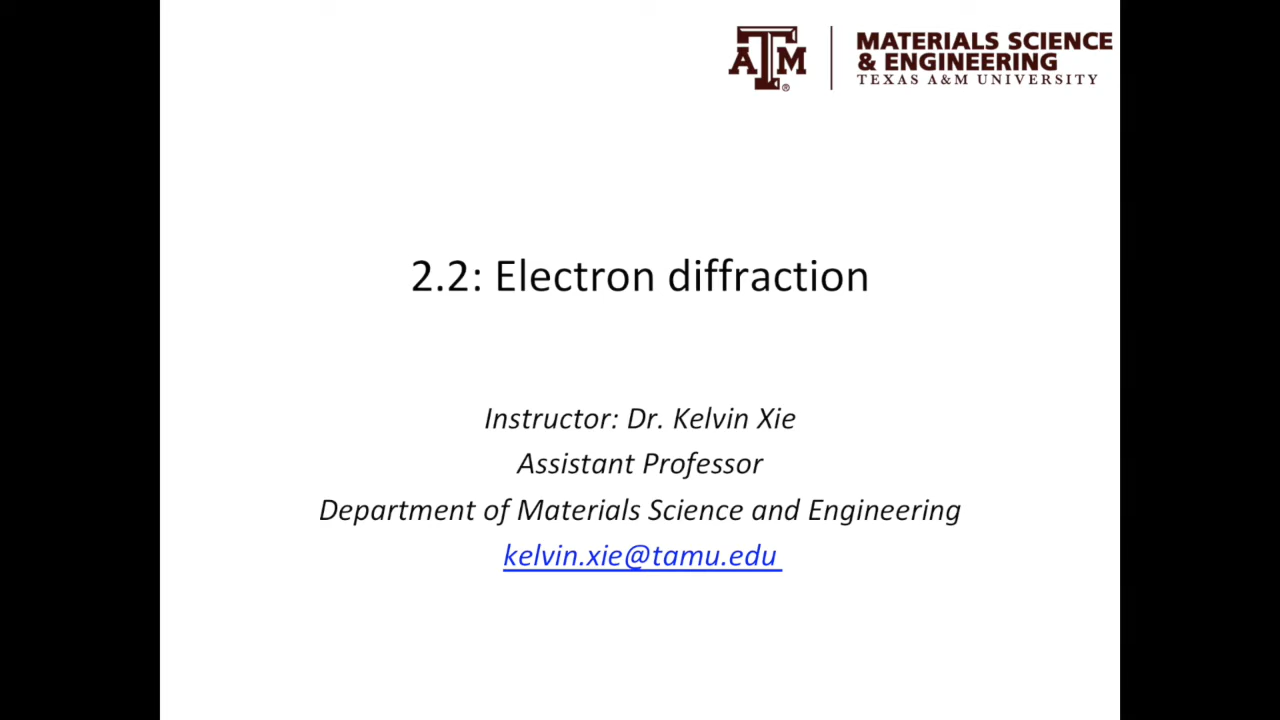 ATM
®
MATERIALS SCIENCE
& ENGINEERING
TEXAS A&M UNIVERSITY
2.2: Electron diffraction
Instructor: Dr. Kelvin Xie
Assistant Professor
Department of Materials Science and Engineering
kelvin.xie@tamu.edu